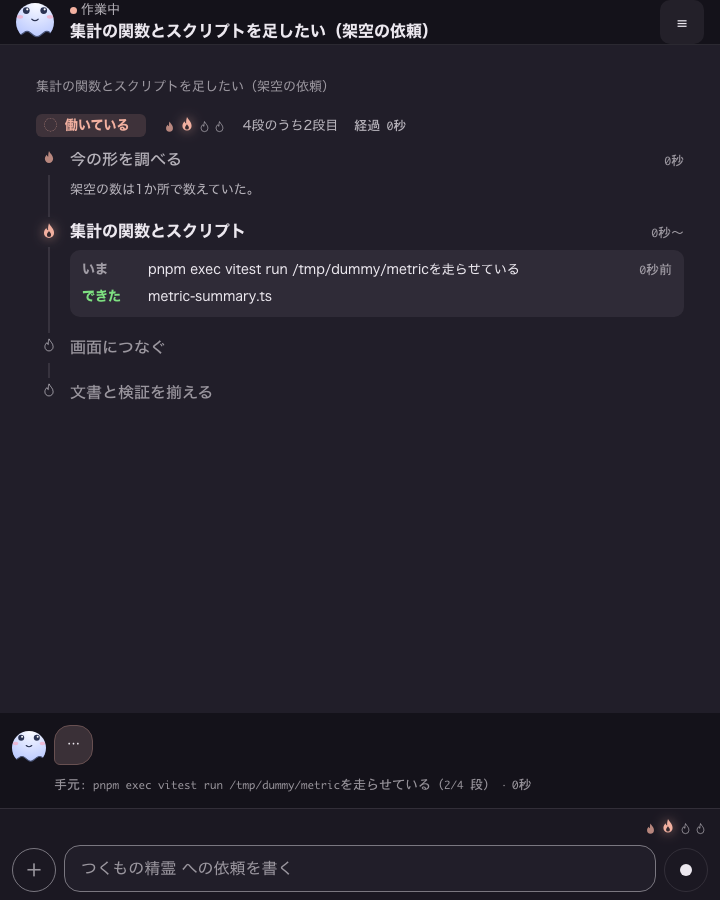 作業中
集計の関数とスクリプトを足したい（架空の依頼）
≡
集計の関数とスクリプトを足したい（架空の依頼）
働いている 4段のうち2段目 経過 0秒
今の形を調べる 0秒
架空の数は1か所で数えていた。
集計の関数とスクリプト 0秒〜
いま pnpm exec vitest run /tmp/dummy/metricを走らせている 0秒前
できた metric-summary.ts
画面につなぐ
文書と検証を揃える
…
手元: pnpm exec vitest run /tmp/dummy/metricを走らせている（2/4 段） · 0秒
つくもの精霊 への依頼を書く